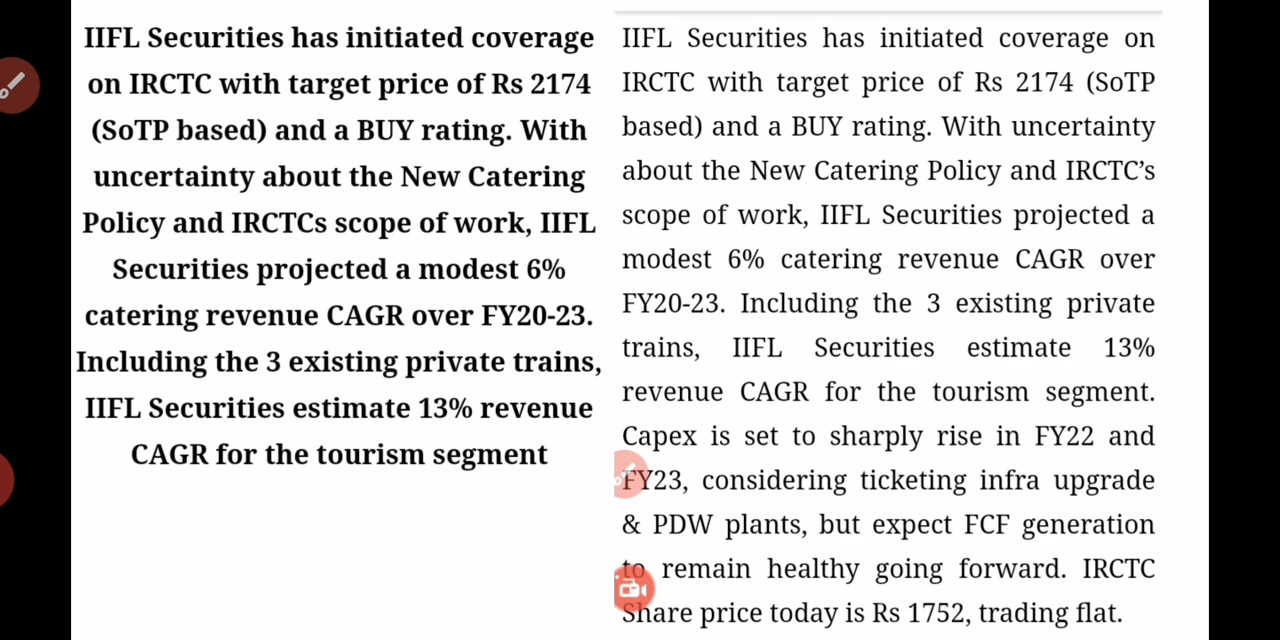 IIFL Securities has initiated coverage
on IRCTC with target price of Rs 2174
(SoTP based) and a BUY rating. With
uncertainty about the New Catering
Policy and IRCTCs scope of work, IIFL
Securities projected a modest 6%
catering revenue CAGR over FY20-23.
Including the 3 existing private trains,
IIFL Securities estimate 13% revenue
CAGR for the tourism segment
IIFL Securities has initiated coverage on
IRCTC with target price of Rs 2174 (SoTP
based) and a BUY rating. With uncertainty
about the New Catering Policy and IRCTC’s
scope of work, IIFL Securities projected a
modest 6% catering revenue CAGR over
FY20-23. Including the 3 existing private
trains, IIFL Securities estimate 13%
revenue CAGR for the tourism segment.
Capex is set to sharply rise in FY22 and
FY23, considering ticketing infra upgrade
& PDW plants, but expect FCF generation
to remain healthy going forward. IRCTC
Share price today is Rs 1752, trading flat.